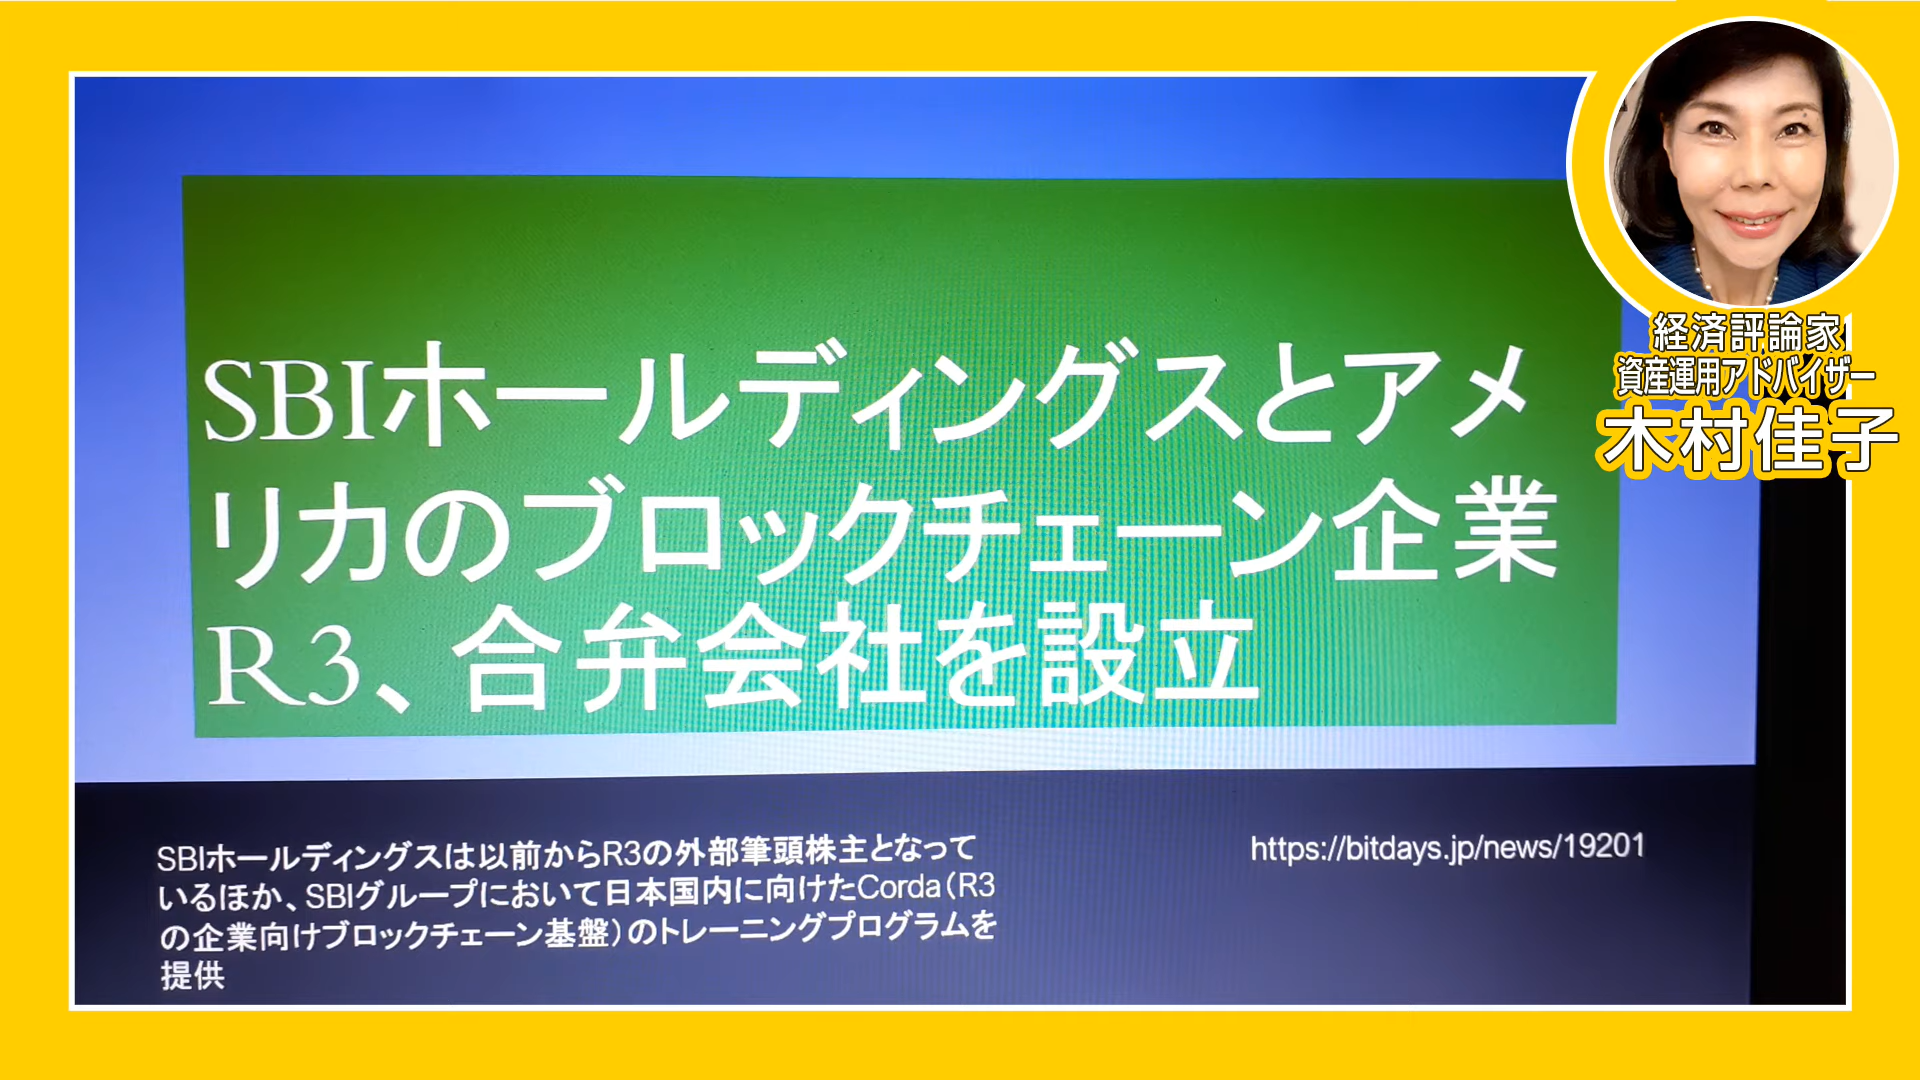 SBIホールディングスとアメ
リカのブロックチェーン企業
R3、合弁会社を設立
SBIホールディングスは以前からR3の外部筆頭株主となって
いるほか、SBIグループにおいて日本国内に向けたCorda（R3
の企業向けブロックチェーン基盤）のトレーニングプログラムを
提供
https://bitdays.jp/news/19201
経済評論家
資産運用アドバイザー
木村佳子